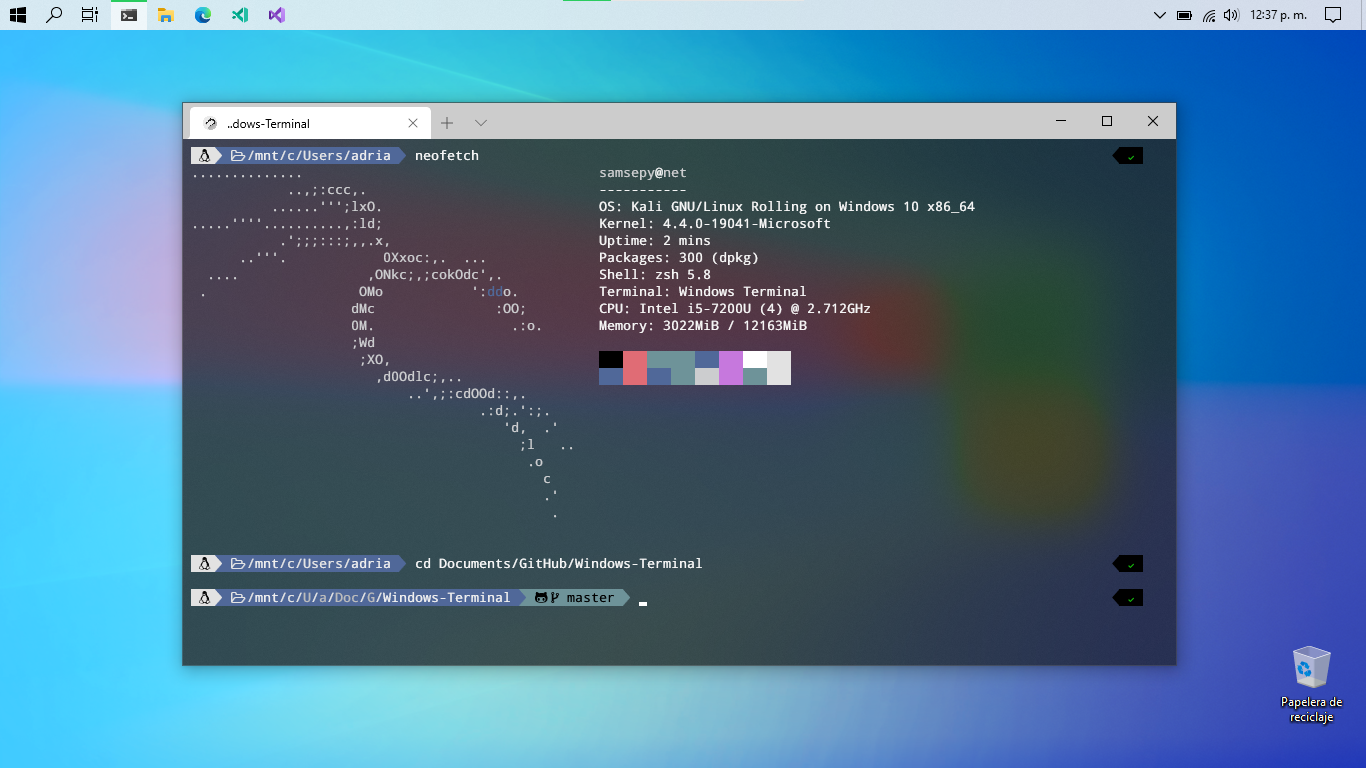 12:37 p. m.
..dows-Terminal
/mnt/c/Users/adria neofetch
..............
..,;:ccc,.
......''';lxO.
.....''''..........,:ld;
.';;;:::;,,.x,
..'''. 0Xxoc:,. ...
.... ,ONkc;,;cokOdc',.
. OMo ':ddo.
dMc :OO;
0M. .:o.
;Wd
;XO,
,d0Odlc;,..
..',;:cdOOd::,.
.:d;.':;.
'd, .'
;l ..
.o
c
.'
.
samsepy@net
-----------
OS: Kali GNU/Linux Rolling on Windows 10 x86_64
Kernel: 4.4.0-19041-Microsoft
Uptime: 2 mins
Packages: 300 (dpkg)
Shell: zsh 5.8
Terminal: Windows Terminal
CPU: Intel i5-7200U (4) @ 2.712GHz
Memory: 3022MiB / 12163MiB
/mnt/c/Users/adria cd Documents/GitHub/Windows-Terminal
/mnt/c/U/a/Doc/G/Windows-Terminal master
Papelera de
reciclaje